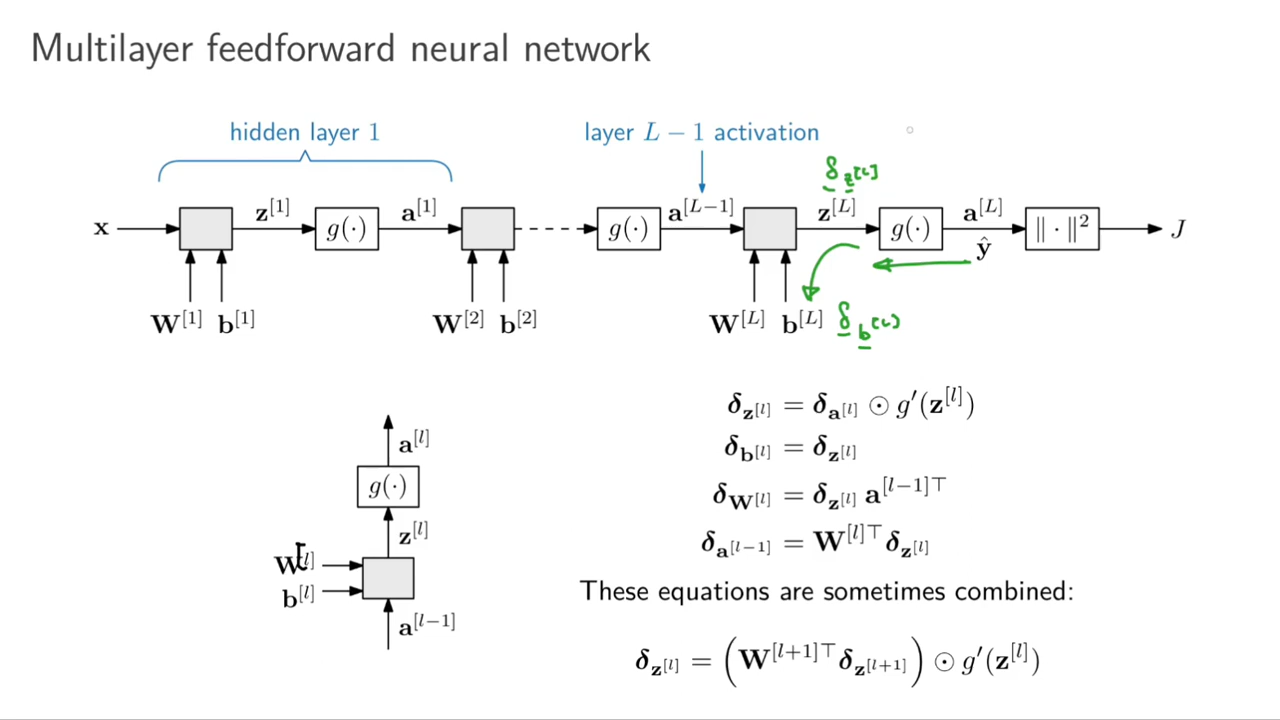 Multilayer feedforward neural network
hidden layer 1
layer L − 1 activation
δ_z[L]
x z^[1] g(·) a^[1] g(·) a^[L−1] z^[L] g(·) a^[L] ŷ ‖·‖² J
W^[1] b^[1] W^[2] b^[2] W^[L] b^[L] δ_b[L]
a^[l]
g(·)
z^[l]
W^[l]
b^[l]
a^[l−1]
δ_z^[l] = δ_a^[l] ⊙ g′(z^[l])
δ_b^[l] = δ_z^[l]
δ_W^[l] = δ_z^[l] a^[l−1]⊤
δ_a^[l−1] = W^[l]⊤ δ_z^[l]
These equations are sometimes combined:
δ_z^[l] = (W^[l+1]⊤ δ_z^[l+1]) ⊙ g′(z^[l])